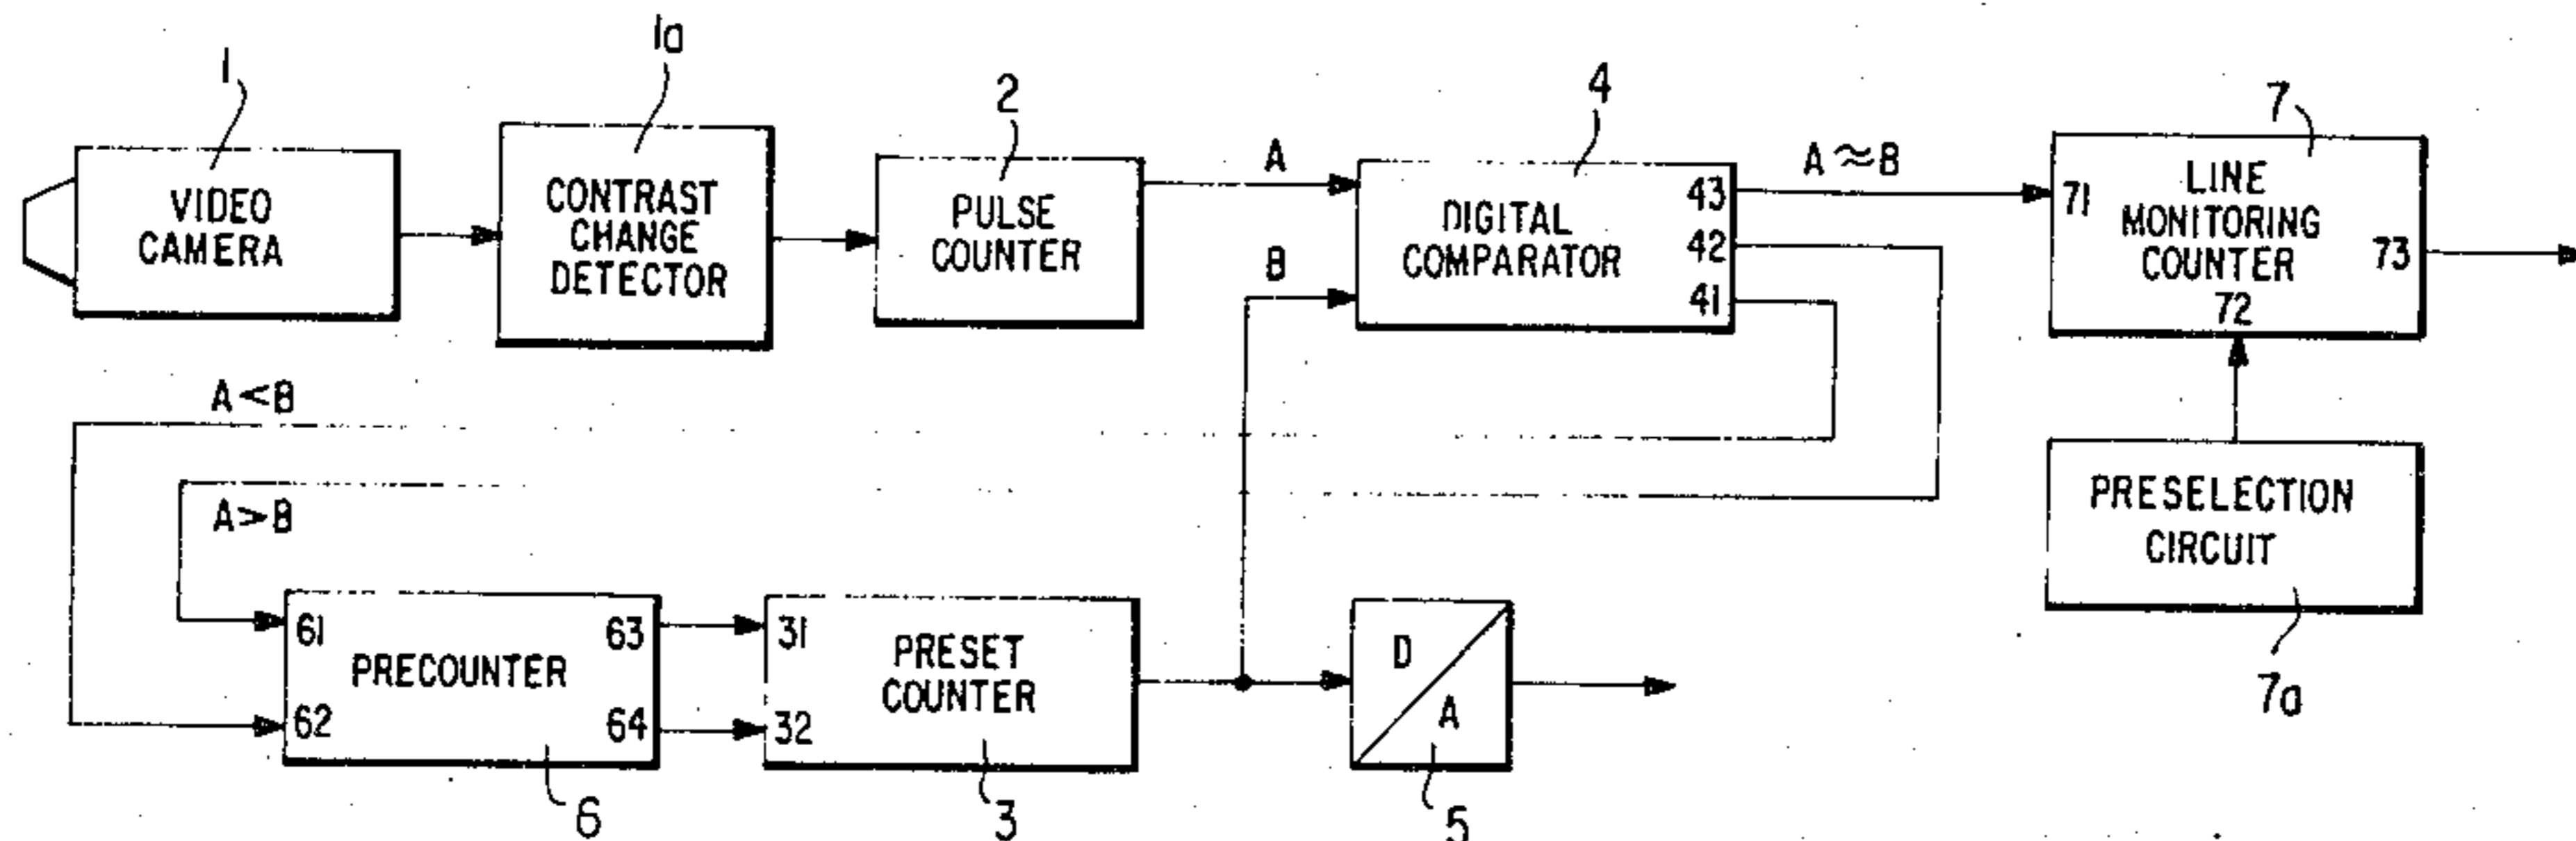 1
1a
2
4
7
VIDEO
CAMERA
CONTRAST
CHANGE
DETECTOR
PULSE
COUNTER
A
B
DIGITAL
COMPARATOR
43
42
41
A≈B
71
LINE
MONITORING
COUNTER
72
73
A<B
A>B
PRESELECTION
CIRCUIT
7a
61
62
PRECOUNTER
63
64
6
31
32
PRESET
COUNTER
3
D
A
5